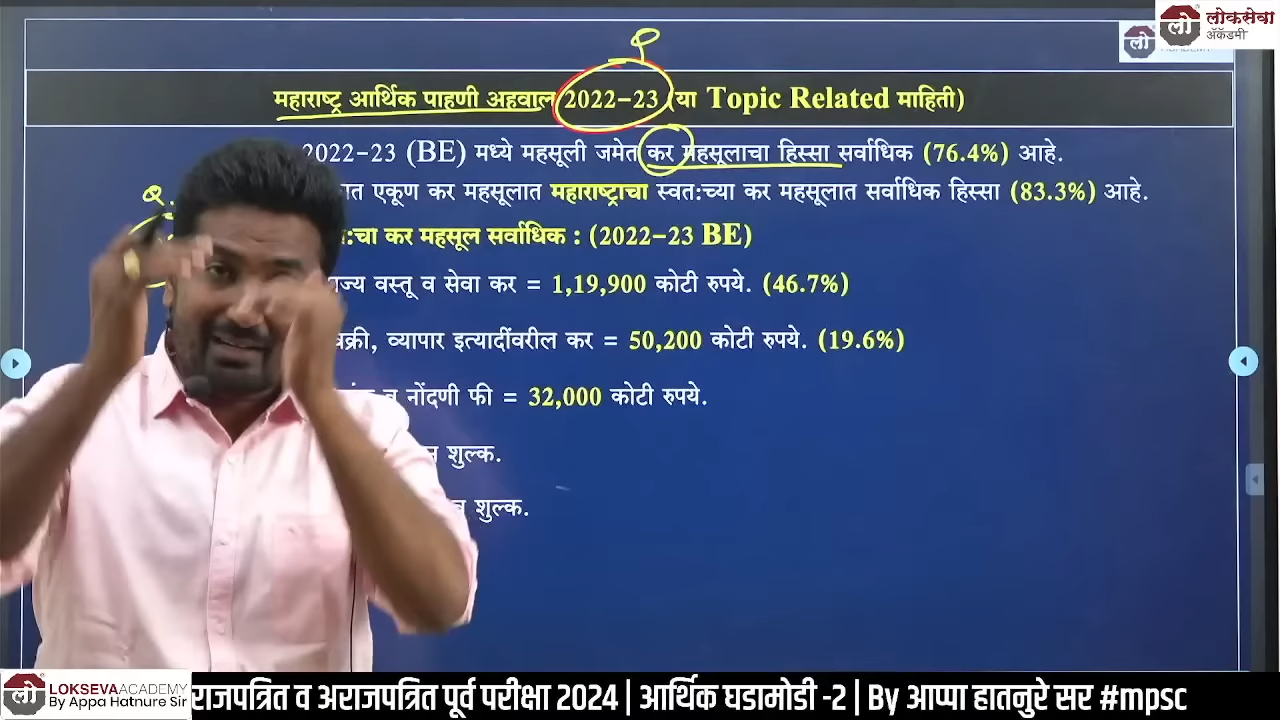 लो लोकसेवा
अ‍ॅकॅडमी
लो
महाराष्ट्र आर्थिक पाहणी अहवाल 2022–23 (या Topic Related माहिती)
2022–23 (BE) मध्ये महसूली जमेत कर महसूलाचा हिस्सा सर्वाधिक (76.4%) आहे.
एकूण कर महसूलात महाराष्ट्राचा स्वत:च्या कर महसूलात सर्वाधिक हिस्सा (83.3%) आहे.
कर महसूल सर्वाधिक : (2022–23 BE)
वस्तू व सेवा कर = 1,19,900 कोटी रुपये. (46.7%)
व्यापार इत्यादींवरील कर = 50,200 कोटी रुपये. (19.6%)
व नोंदणी फी = 32,000 कोटी रुपये.
शुल्क.
शुल्क.
लो LOKSEVA ACADEMY
By Appa Hatnure Sir
राजपत्रित व अराजपत्रित पूर्व परीक्षा 2024 | आर्थिक घडामोडी -2 | By आप्पा हातनुरे सर #mpsc